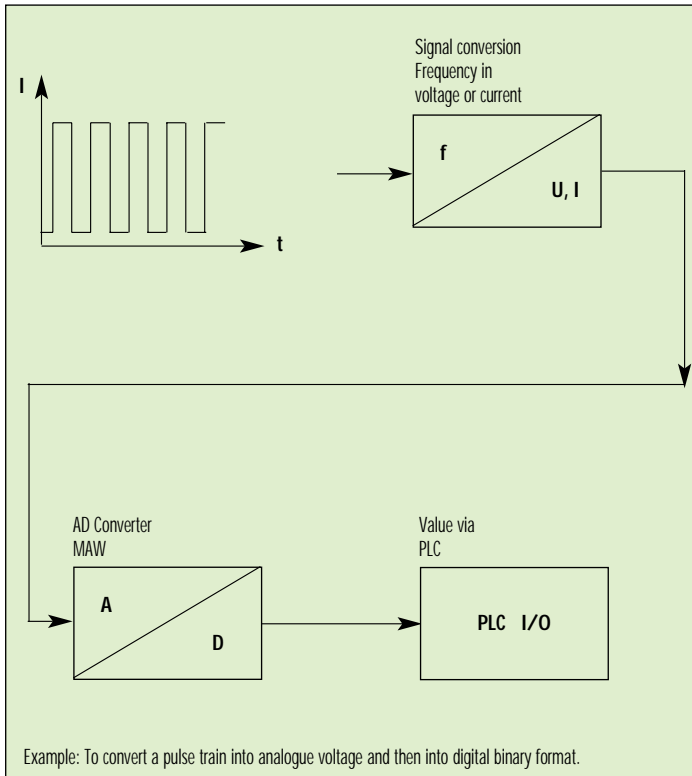 Signal conversion
Frequency in
voltage or current
I
f
U, I
t
AD Converter
MAW
Value via
PLC
A
D
PLC I/O
Example: To convert a pulse train into analogue voltage and then into digital binary format.